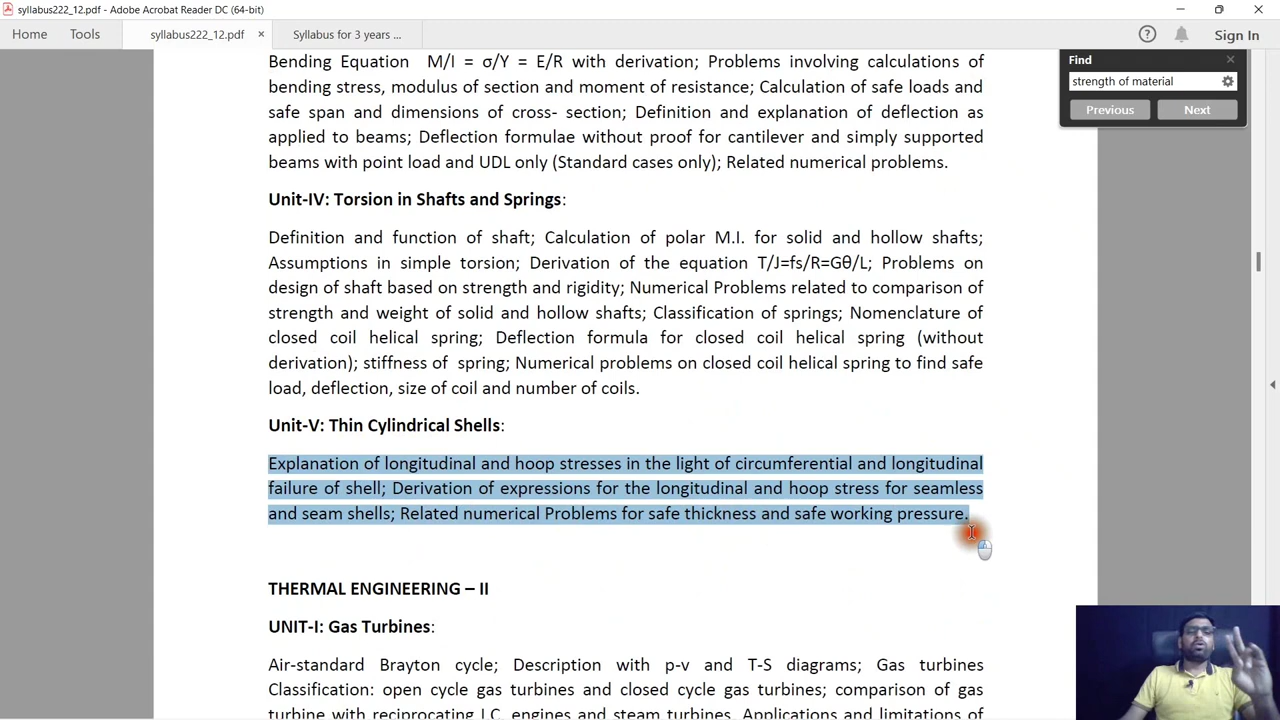 syllabus222_12.pdf - Adobe Acrobat Reader DC (64-bit)
Home Tools syllabus222_12.pdf × Syllabus for 3 years ... Sign In
Find
strength of material
Previous Next
Bending Equation M/I = σ/Y = E/R with derivation; Problems involving calculations of
bending stress, modulus of section and moment of resistance; Calculation of safe loads and
safe span and dimensions of cross- section; Definition and explanation of deflection as
applied to beams; Deflection formulae without proof for cantilever and simply supported
beams with point load and UDL only (Standard cases only); Related numerical problems.
Unit-IV: Torsion in Shafts and Springs:
Definition and function of shaft; Calculation of polar M.I. for solid and hollow shafts;
Assumptions in simple torsion; Derivation of the equation T/J=fs/R=Gθ/L; Problems on
design of shaft based on strength and rigidity; Numerical Problems related to comparison of
strength and weight of solid and hollow shafts; Classification of springs; Nomenclature of
closed coil helical spring; Deflection formula for closed coil helical spring (without
derivation); stiffness of spring; Numerical problems on closed coil helical spring to find safe
load, deflection, size of coil and number of coils.
Unit-V: Thin Cylindrical Shells:
Explanation of longitudinal and hoop stresses in the light of circumferential and longitudinal
failure of shell; Derivation of expressions for the longitudinal and hoop stress for seamless
and seam shells; Related numerical Problems for safe thickness and safe working pressure.
THERMAL ENGINEERING – II
UNIT-I: Gas Turbines:
Air-standard Brayton cycle; Description with p-v and T-S diagrams; Gas turbines
Classification: open cycle gas turbines and closed cycle gas turbines; comparison of gas
turbine with reciprocating I.C. engines and steam turbines. Applications and limitations of